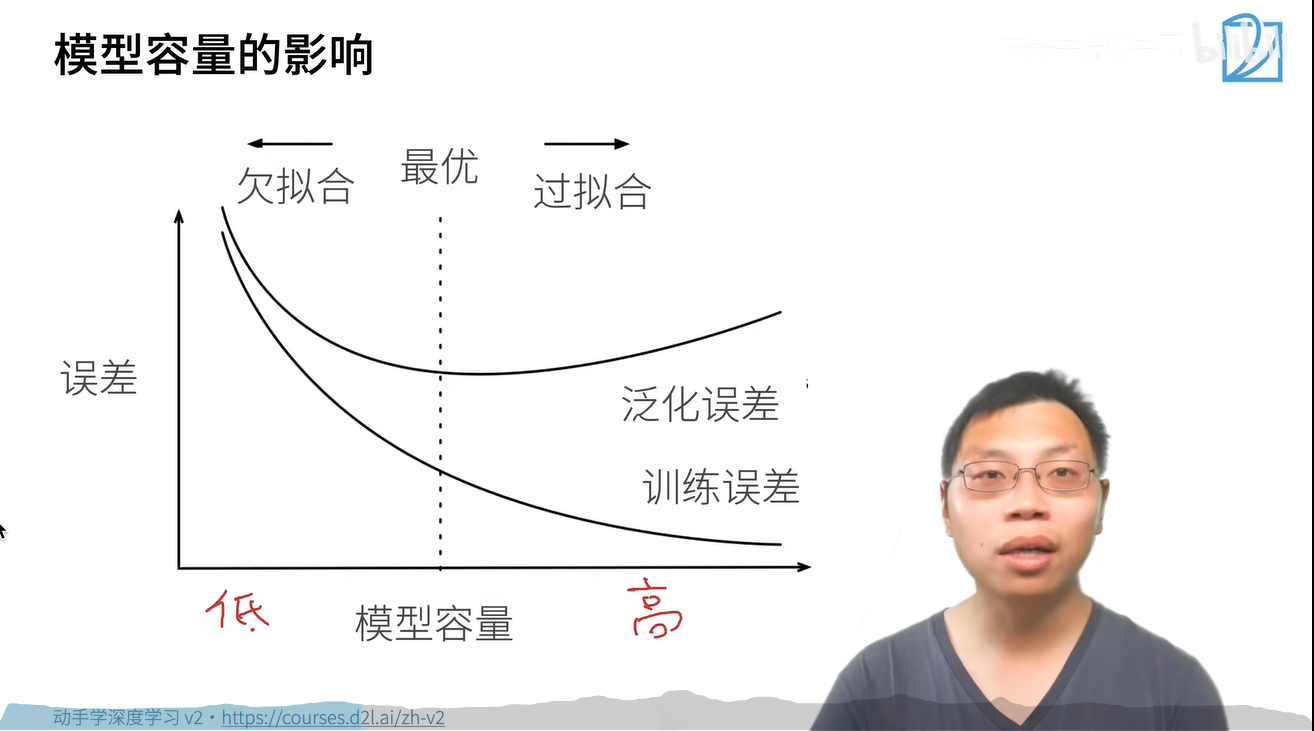 模型容量的影响
bilibili
欠拟合
最优
过拟合
误差
泛化误差
训练误差
低
模型容量
高
动手学深度学习 v2 · https://courses.d2l.ai/zh-v2